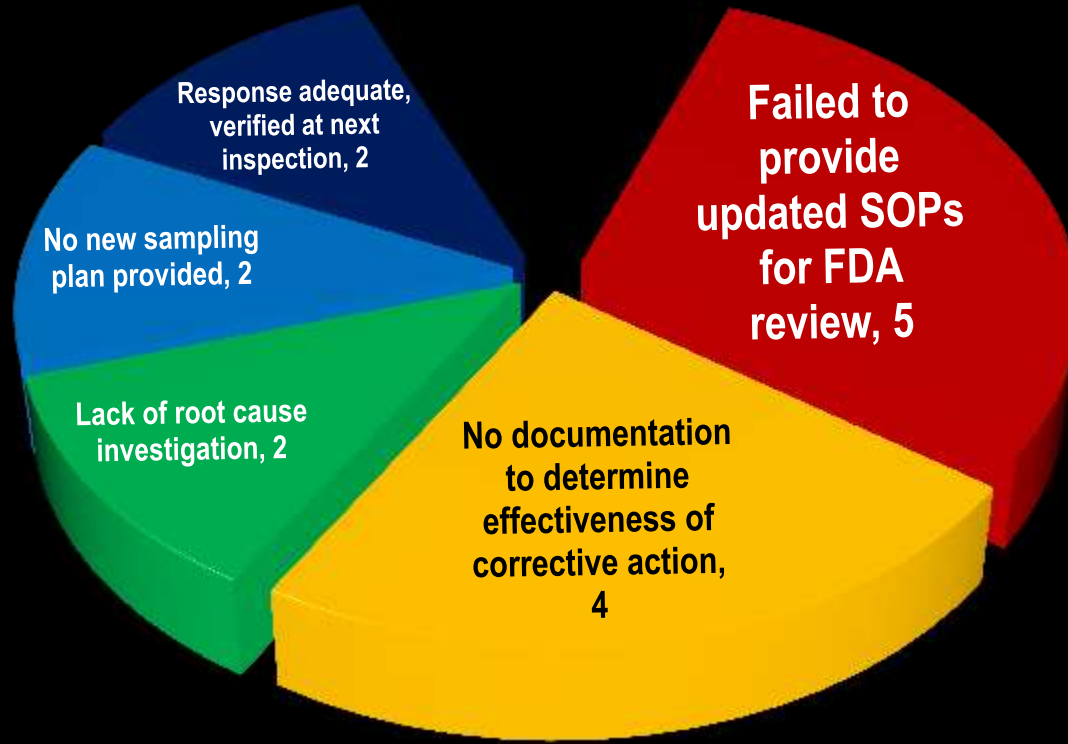 Response adequate,
verified at next
inspection, 2
Failed to
provide
updated SOPs
for FDA
review, 5
No new sampling
plan provided, 2
Lack of root cause
investigation, 2
No documentation
to determine
effectiveness of
corrective action,
4